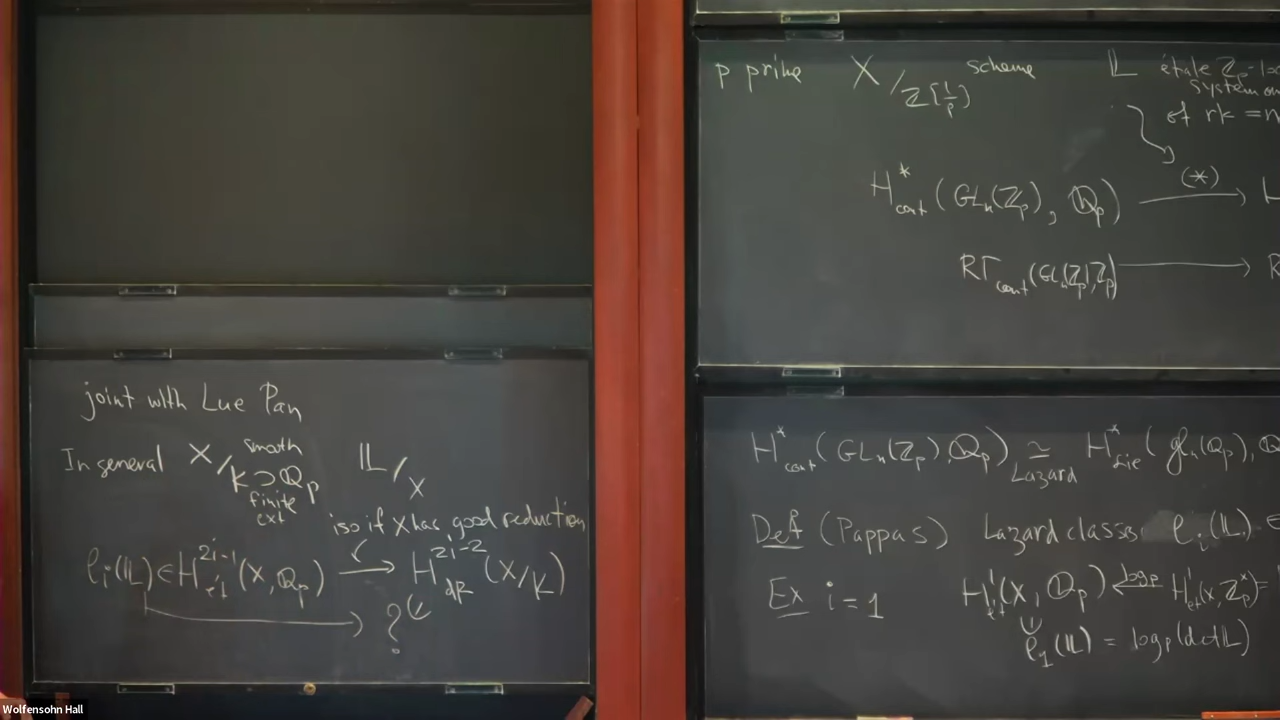 joint with Lue Pan
In general X/K⊃ℚ_p smooth finite ext 𝕃/X
iso if X has good reduction
ℓ_i(𝕃) ∈ H^{2i-1}_{ét}(X, ℚ_p) → H^{2i-2}_{dR}(X/K)
?
p prime X/ℤ[1/p] scheme 𝕃 étale ℤ_p-
system
of rk = n
H^*_{cont}(GL_n(ℤ_p), ℚ_p) (*)→ H
RΓ_{cont}(GL_n(ℤ_p), ℤ_p) → R
H^*_{cont}(GL_n(ℤ_p), ℚ_p) ≃_{Lazard} H^*_{Lie}(gl_n(ℚ_p),
Def (Pappas) Lazard classes ℓ_i(𝕃) ∈
Ex i = 1 H^1_{ét}(X, ℚ_p) ←log_p H^1_{ét}(X, ℤ_p^×) =
ℓ_1(𝕃) = log_p(det 𝕃)
Wolfensohn Hall